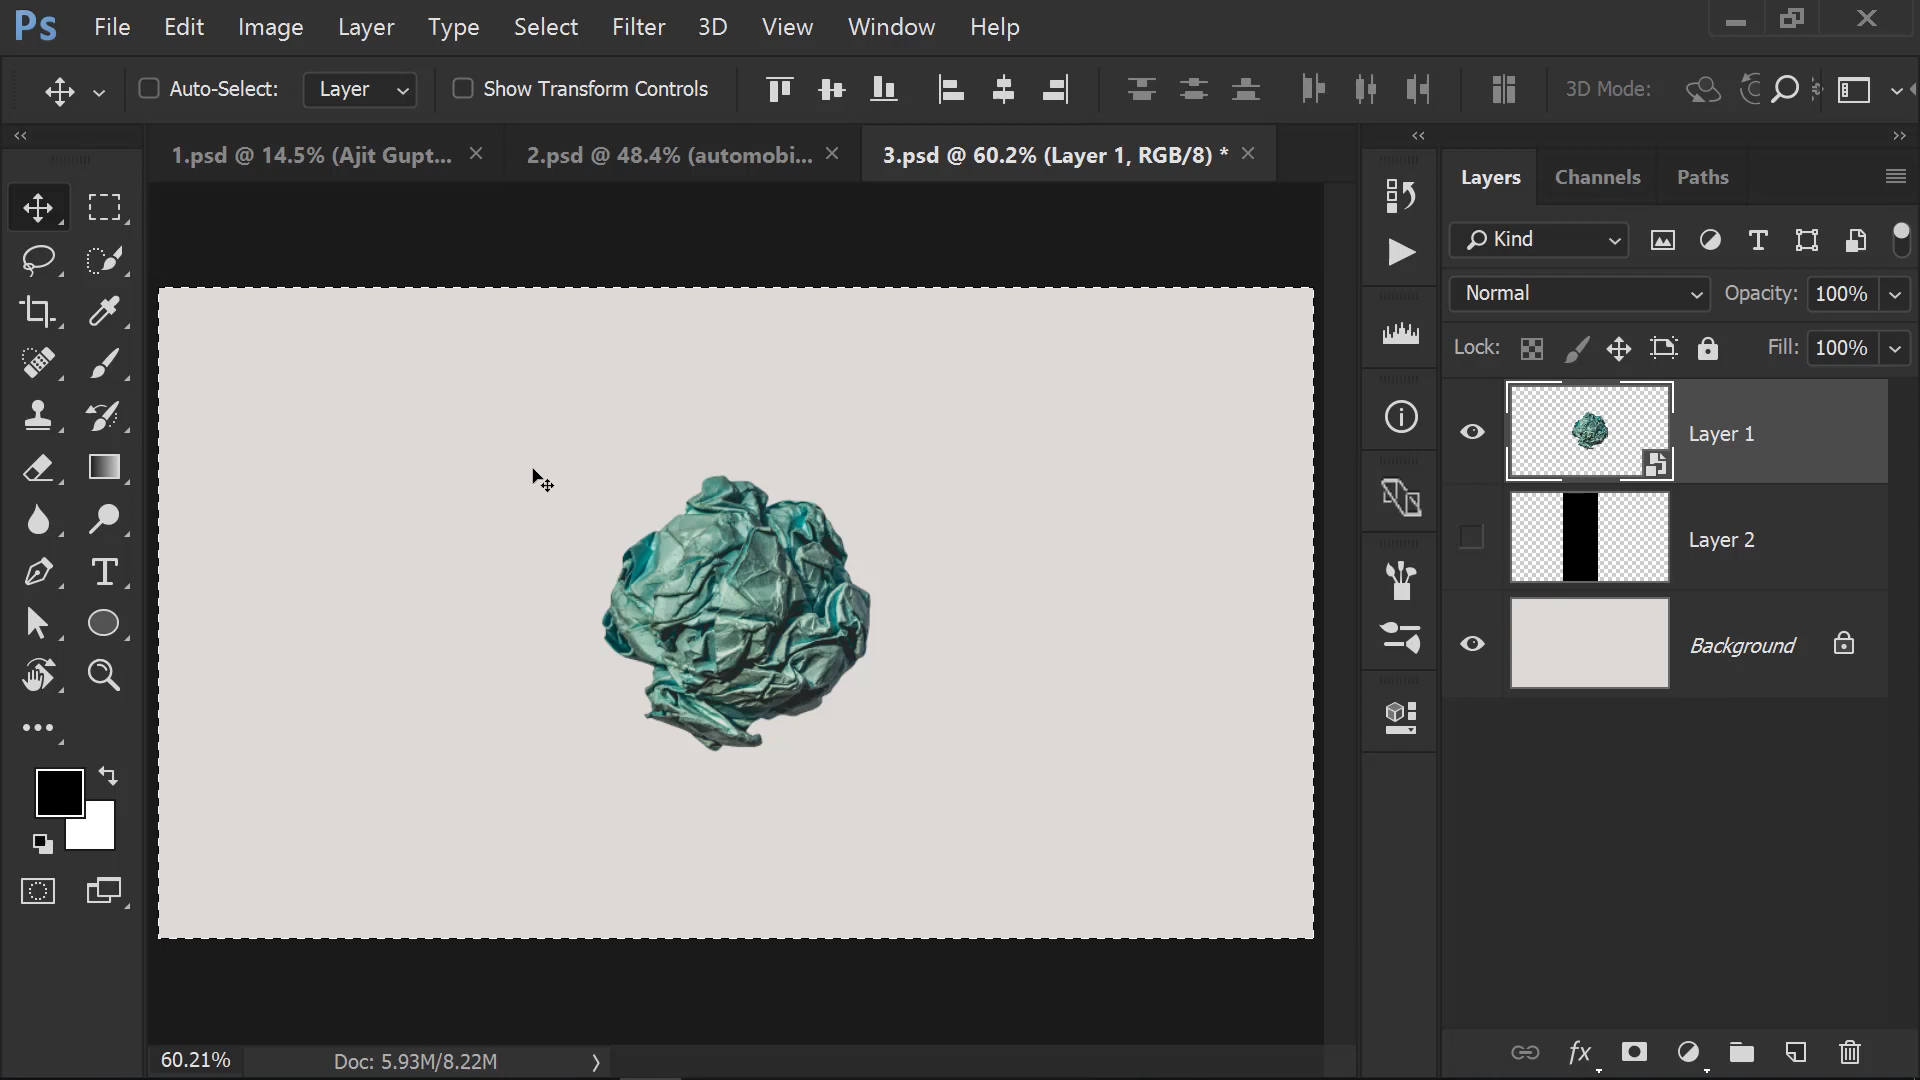 Ps File Edit Image Layer Type Select Filter 3D View Window Help
Auto-Select: Layer Show Transform Controls 3D Mode:
1.psd @ 14.5% (Ajit Gupt... 2.psd @ 48.4% (automobi... 3.psd @ 60.2% (Layer 1, RGB/8) *
Layers Channels Paths
Kind
Normal Opacity: 100%
Lock: Fill: 100%
Layer 1
Layer 2
Background
60.21% Doc: 5.93M/8.22M
fx